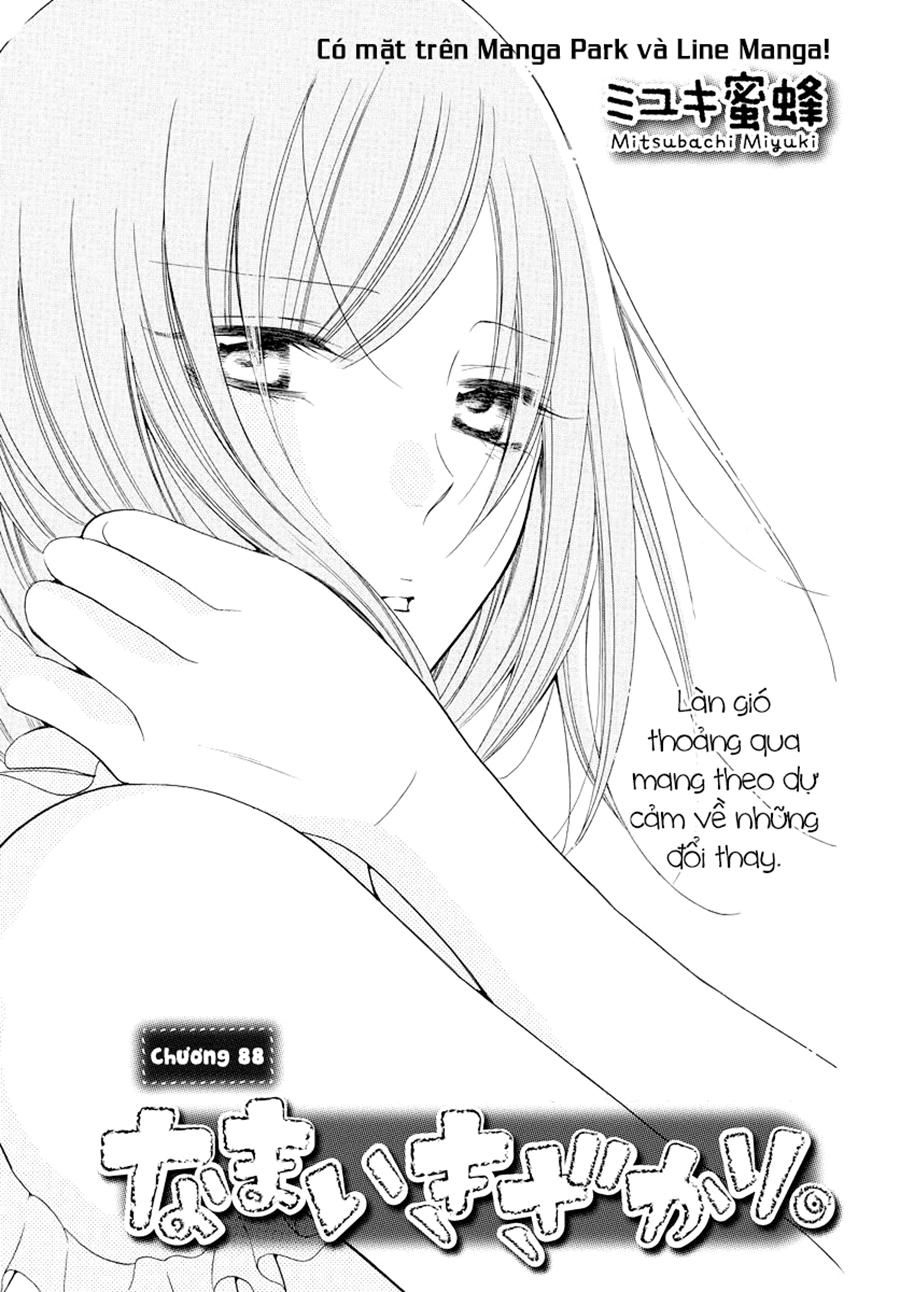 Có mặt trên Manga Park và Line Manga!
ミユキ蜜蜂
Mitsubachi Miyuki
Làn gió
thoảng qua
mang theo dự
cảm về những
đổi thay.
Chương 88
なまいきざかり。